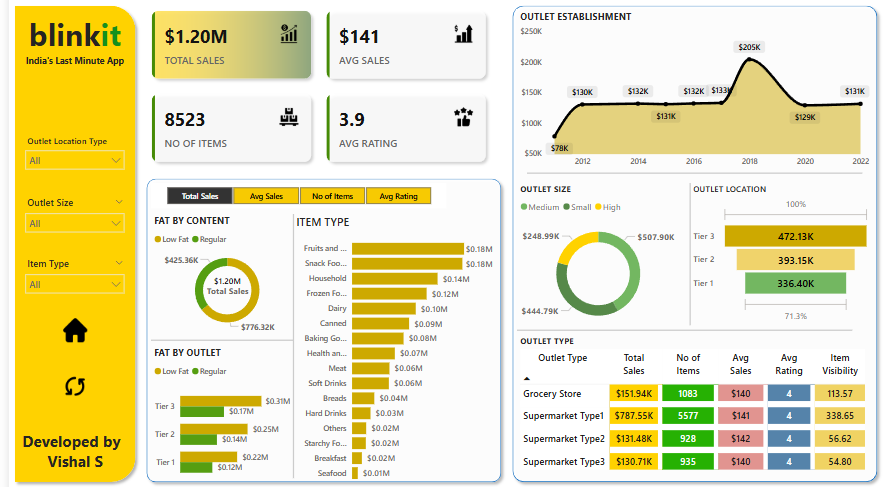 blinkit
India's Last Minute App
Outlet Location Type
All
Outlet Size
All
Item Type
All
Developed by
Vishal S
$1.20M
TOTAL SALES
$141
AVG SALES
8523
NO OF ITEMS
3.9
AVG RATING
Total Sales
Avg Sales
No of Items
Avg Rating
FAT BY CONTENT
Low Fat Regular
$425.36K
$1.20M
Total Sales
$776.32K
FAT BY OUTLET
Low Fat Regular
Tier 3
$0.31M
$0.17M
Tier 2
$0.25M
$0.14M
Tier 1
$0.22M
$0.12M
ITEM TYPE
Fruits and ... $0.18M
Snack Foo... $0.18M
Household $0.14M
Frozen Fo... $0.12M
Dairy $0.10M
Canned $0.09M
Baking Go... $0.08M
Health an... $0.07M
Meat $0.06M
Soft Drinks $0.06M
Breads $0.04M
Hard Drinks $0.03M
Others $0.02M
Starchy Fo... $0.02M
Breakfast $0.02M
Seafood $0.01M
OUTLET ESTABLISHMENT
$250K
$200K
$150K
$100K
$50K
$78K
$130K
$132K
$131K
$132K
$133K
$205K
$129K
$131K
2012 2014 2016 2018 2020 2022
OUTLET SIZE
Medium Small High
$248.99K
$507.90K
$444.79K
OUTLET LOCATION
100%
Tier 3 472.13K
Tier 2 393.15K
Tier 1 336.40K
71.3%
OUTLET TYPE
Outlet Type Total Sales No of Items Avg Sales Avg Rating Item Visibility
Grocery Store $151.94K 1083 $140 4 113.57
Supermarket Type1 $787.55K 5577 $141 4 338.65
Supermarket Type2 $131.48K 928 $142 4 56.62
Supermarket Type3 $130.71K 935 $140 4 54.80